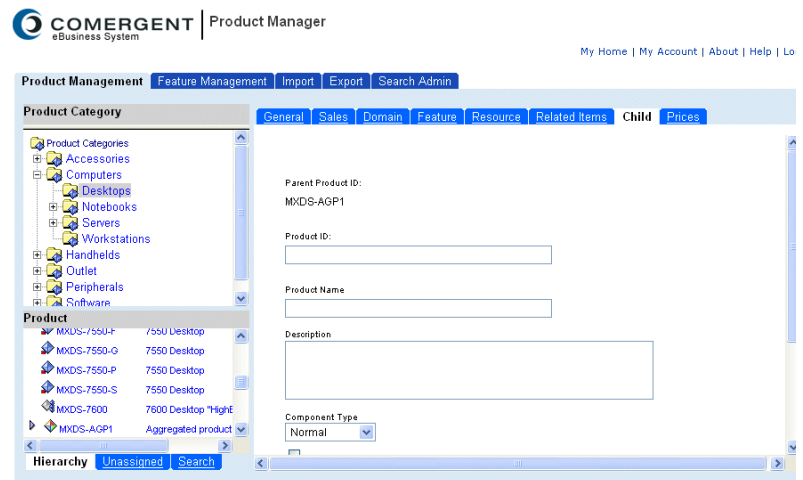 COMERGENT
eBusiness System
Product Manager
My Home | My Account | About | Help | Lo
Product Management Feature Management Import Export Search Admin
Product Category
General Sales Domain Feature Resource Related Items Child Prices
Product Categories
Accessories
Computers
Desktops
Notebooks
Servers
Workstations
Handhelds
Outlet
Peripherals
Software
Parent Product ID:
MXDS-AGP1
Product ID:
Product Name
Description
Component Type
Normal
Product
MXDS-7550-F 7550 Desktop
MXDS-7550-G 7550 Desktop
MXDS-7550-P 7550 Desktop
MXDS-7550-S 7550 Desktop
MXDS-7600 7600 Desktop "HighE
MXDS-AGP1 Aggregated product
Hierarchy Unassigned Search